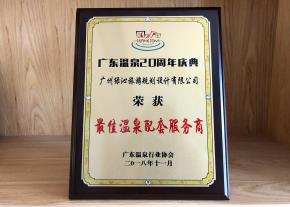 广东温泉20周年庆典
广州绿沁旅游规划设计有限公司
荣获
最佳温泉配套服务商
广东温泉行业协会
二〇一八年十一月